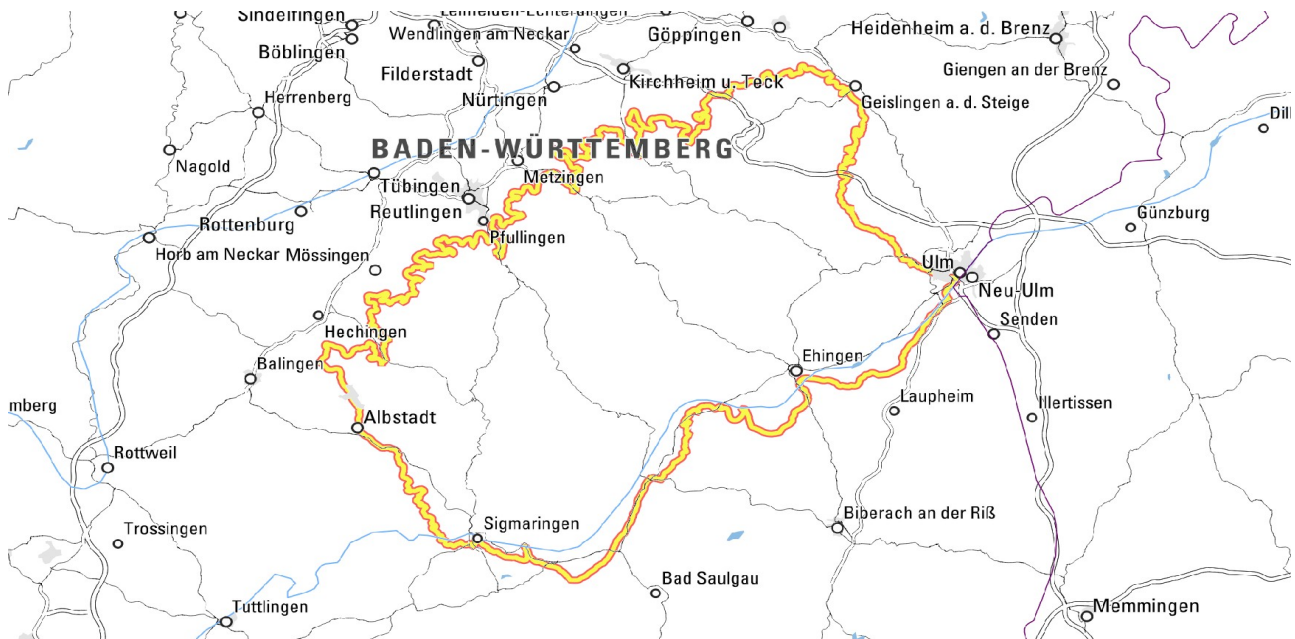 Sindelfingen
Leinfelden-Echterdingen
Wendlingen am Neckar
Göppingen
Heidenheim a. d. Brenz
Böblingen
Filderstadt
Kirchheim u. Teck
Giengen an der Brenz
Herrenberg
Nürtingen
Geislingen a. d. Steige
Dill
BADEN-WÜRTTEMBERG
Nagold
Metzingen
Tübingen
Reutlingen
Günzburg
Rottenburg
Pfullingen
Horb am Neckar
Mössingen
Ulm
Neu-Ulm
Senden
Hechingen
Ehingen
Balingen
mberg
Albstadt
Laupheim
Illertissen
Rottweil
Trossingen
Sigmaringen
Biberach an der Riß
Bad Saulgau
Tuttlingen
Memmingen